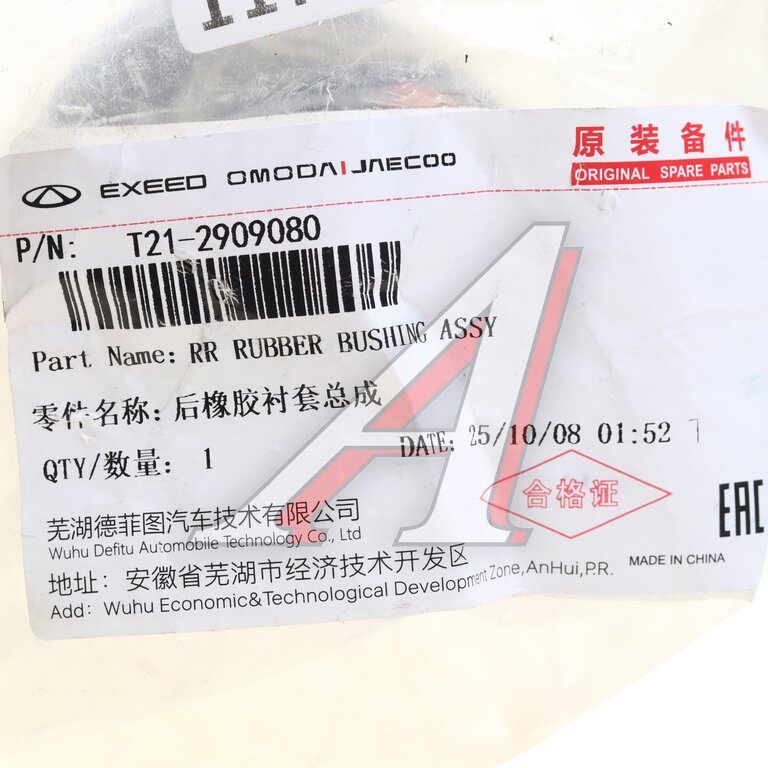 EXEED OMODA JAECOO
原装备件
ORIGINAL SPARE PARTS
P/N: T21-2909080
Part Name: RR RUBBER BUSHING ASSY
零件名称: 后橡胶衬套总成
QTY/数量: 1
DATE: 25/10/08 01:52
合格证
EAC
芜湖德菲图汽车技术有限公司
Wuhu Defitu Automobile Technology Co., Ltd
MADE IN CHINA
地址: 安徽省芜湖市经济技术开发区
Add: Wuhu Economic&Technological Development Zone,AnHui,P.R.